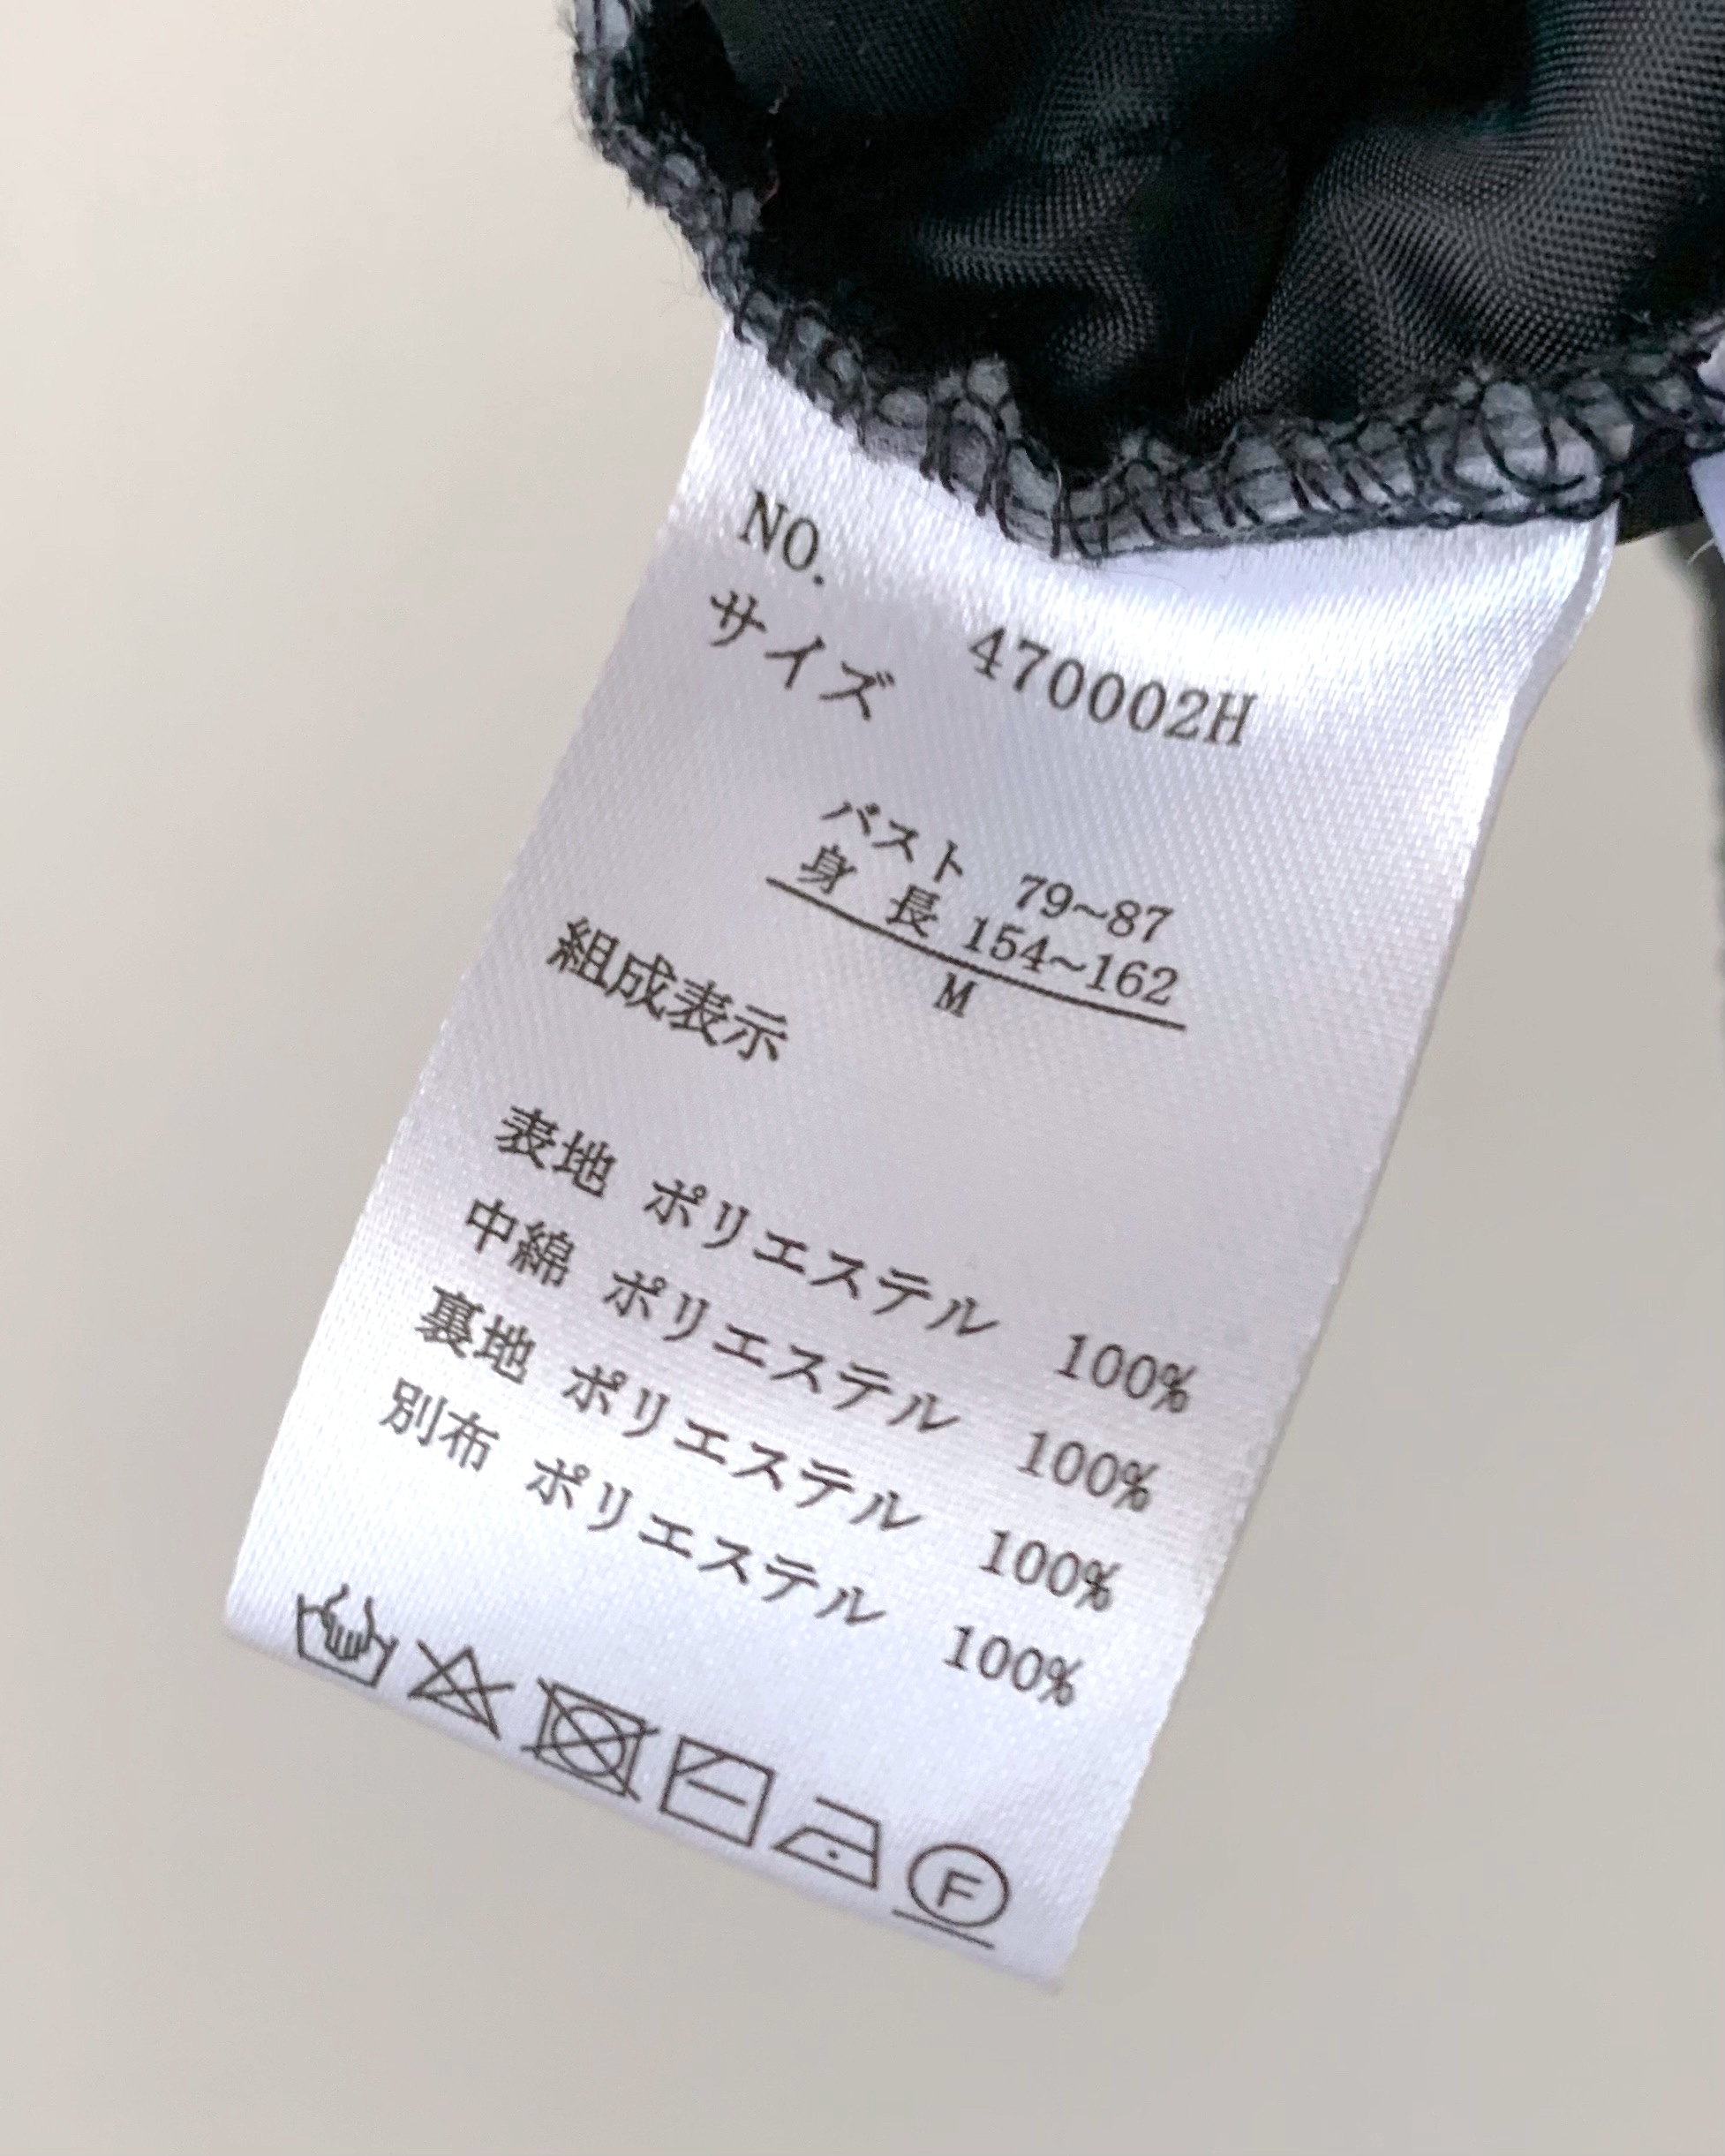 NO. 470002H
サイズ
バスト 79~87
身 長 154~162
M
組成表示
表地 ポリエステル 100%
中綿 ポリエステル 100%
裏地 ポリエステル 100%
別布 ポリエステル 100%
F